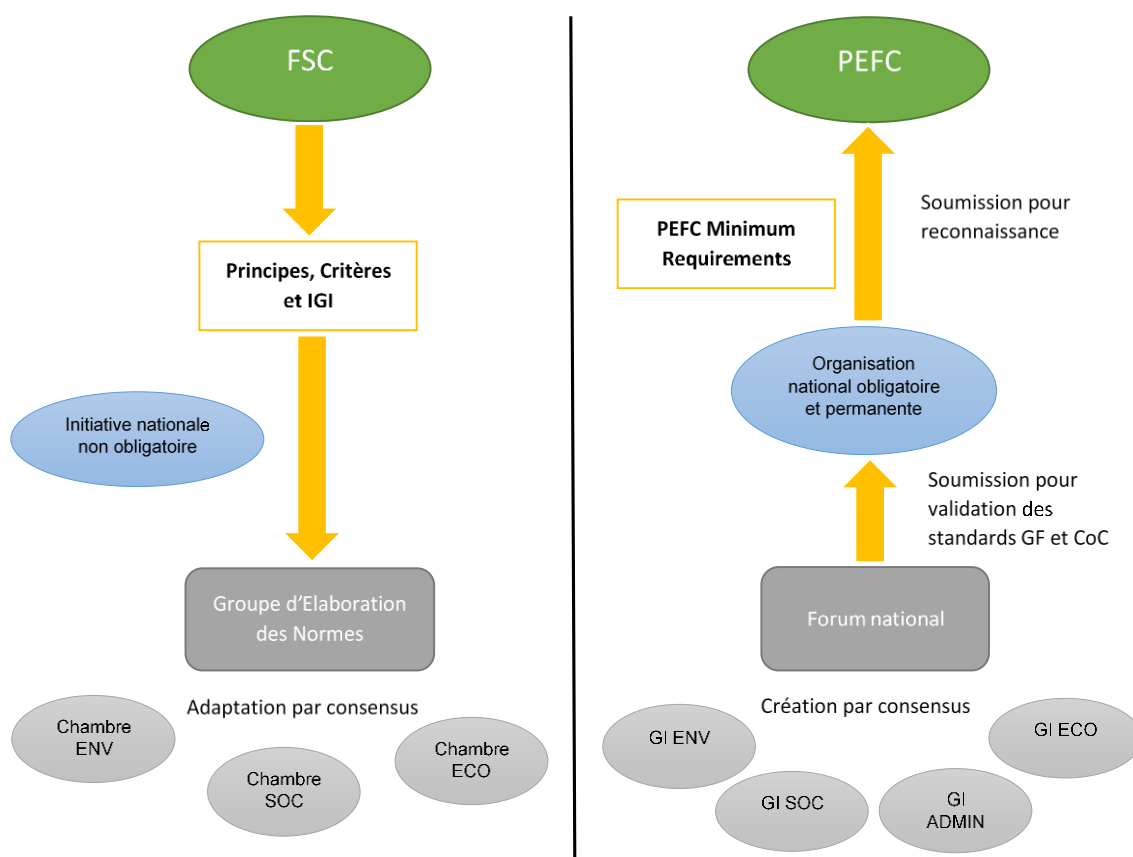 FSC
Principes, Critères
et IGI
Initiative nationale
non obligatoire
Groupe d'Elaboration
des Normes
Adaptation par consensus
Chambre
ENV
Chambre
SOC
Chambre
ECO
PEFC
PEFC Minimum
Requirements
Soumission pour
reconnaissance
Organisation
national obligatoire
et permanente
Soumission pour
validation des
standards GF et CoC
Forum national
Création par consensus
GI ENV
GI SOC
GI
ADMIN
GI ECO